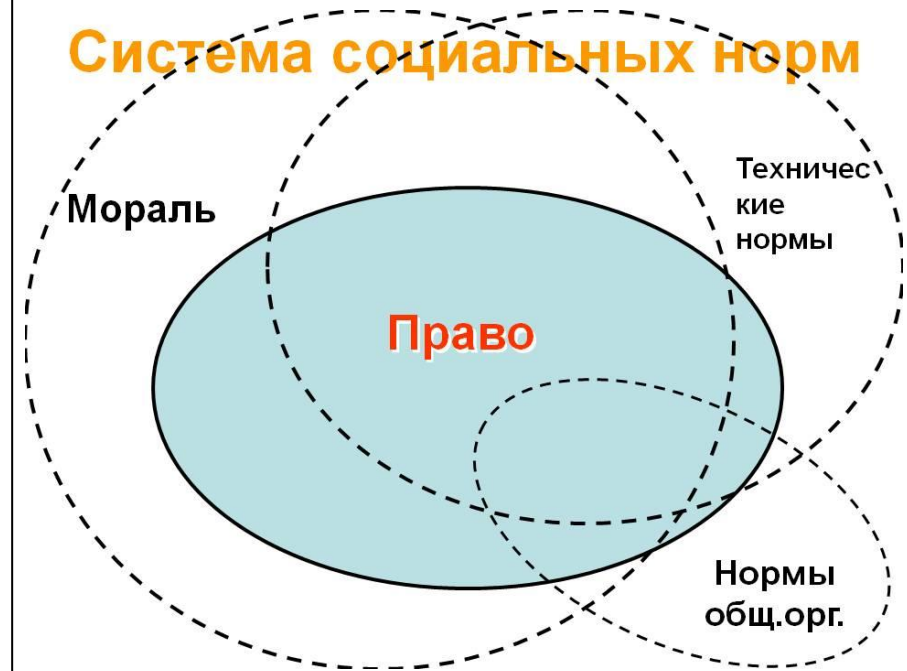 Система социальных норм
Мораль
Техничес
кие
нормы
Право
Нормы
общ.орг.